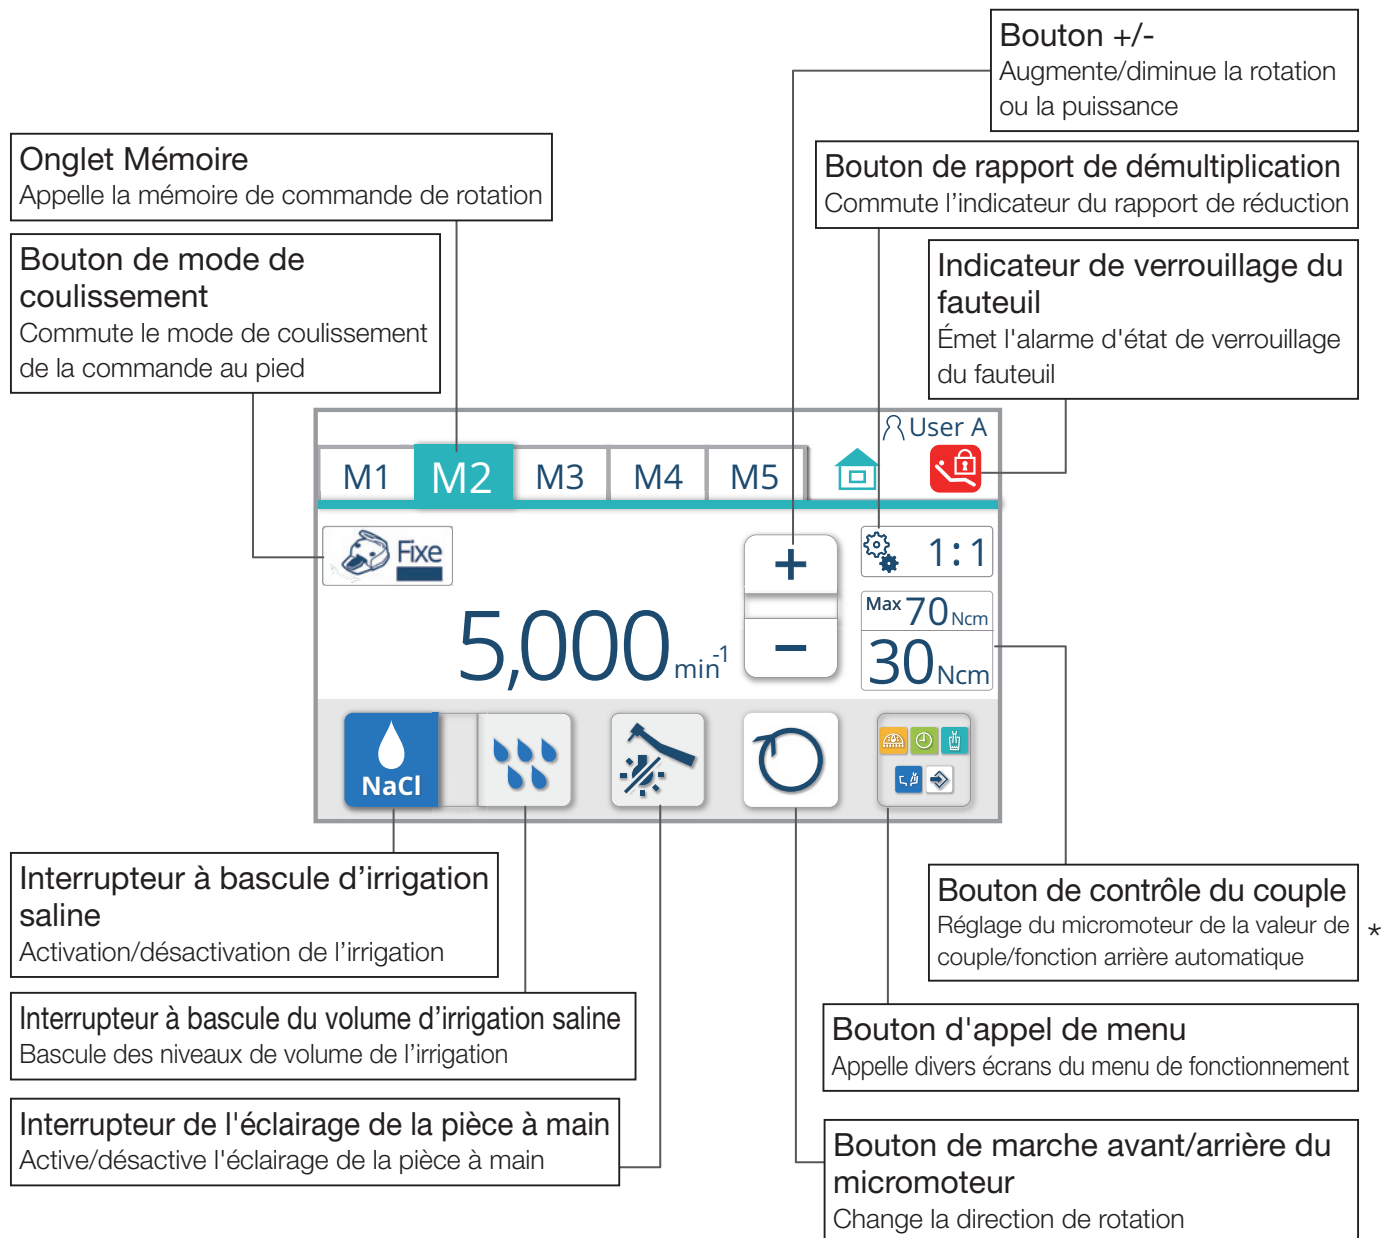 Bouton +/-
Augmente/diminue la rotation
ou la puissance
Onglet Mémoire
Appelle la mémoire de commande de rotation
Bouton de rapport de démultiplication
Commute l’indicateur du rapport de réduction
Bouton de mode de
coulissement
Commute le mode de coulissement
de la commande au pied
Indicateur de verrouillage du
fauteuil
Émet l'alarme d'état de verrouillage
du fauteuil
User A
M1 M2 M3 M4 M5
Fixe
1:1
5,000 min-1
+
−
Max 70 Ncm
30 Ncm
NaCl
Interrupteur à bascule d’irrigation
saline
Activation/désactivation de l’irrigation
Bouton de contrôle du couple
Réglage du micromoteur de la valeur de
couple/fonction arrière automatique
*
Interrupteur à bascule du volume d’irrigation saline
Bascule des niveaux de volume de l’irrigation
Bouton d'appel de menu
Appelle divers écrans du menu de fonctionnement
Interrupteur de l'éclairage de la pièce à main
Active/désactive l'éclairage de la pièce à main
Bouton de marche avant/arrière du
micromoteur
Change la direction de rotation